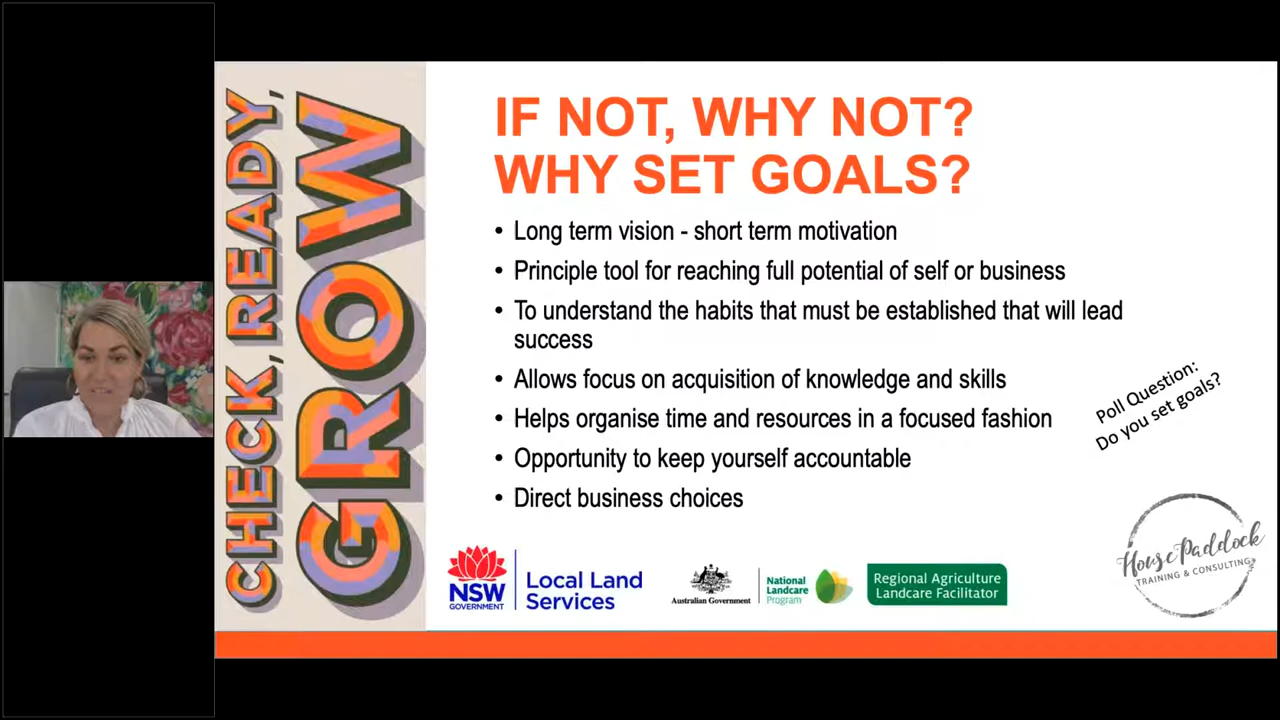 CHECK, READY,
GROW
IF NOT, WHY NOT?
WHY SET GOALS?
• Long term vision - short term motivation
• Principle tool for reaching full potential of self or business
• To understand the habits that must be established that will lead
success
• Allows focus on acquisition of knowledge and skills
• Helps organise time and resources in a focused fashion
• Opportunity to keep yourself accountable
• Direct business choices
Poll Question:
Do you set goals?
NSW
GOVERNMENT
Local Land
Services
Australian Government
National
Landcare
Program
Regional Agriculture
Landcare Facilitator
House Paddock
TRAINING & CONSULTING